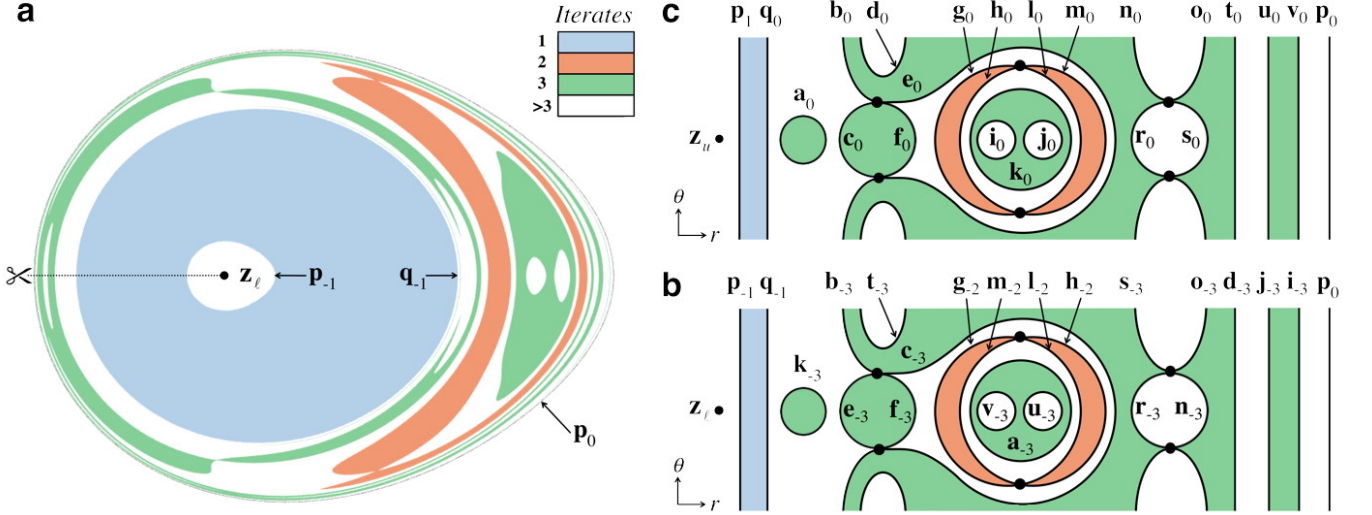 a
Iterates
1
2
3
>3
z_ℓ
p_-1
q_-1
p_0
c
p_1 q_0 b_0 d_0 g_0 h_0 l_0 m_0 n_0 o_0 t_0 u_0 v_0 p_0
e_0
a_0
z_u c_0 f_0 i_0 j_0 r_0 s_0
k_0
θ
r
b
p_-1 q_-1 b_-3 t_-3 g_-2 m_-2 l_-2 h_-2 s_-3 o_-3 d_-3 j_-3 i_-3 p_0
c_-3
k_-3
z_ℓ e_-3 f_-3 v_-3 u_-3 r_-3 n_-3
a_-3
θ
r